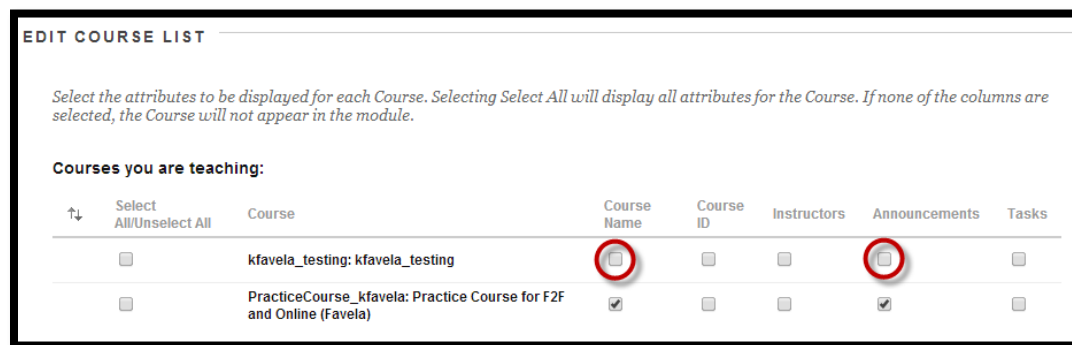 EDIT COURSE LIST
Select the attributes to be displayed for each Course. Selecting Select All will display all attributes for the Course. If none of the columns are
selected, the Course will not appear in the module.
Courses you are teaching:
Select All/Unselect All Course Course Name Course ID Instructors Announcements Tasks
kfavela_testing: kfavela_testing
PracticeCourse_kfavela: Practice Course for F2F
and Online (Favela)